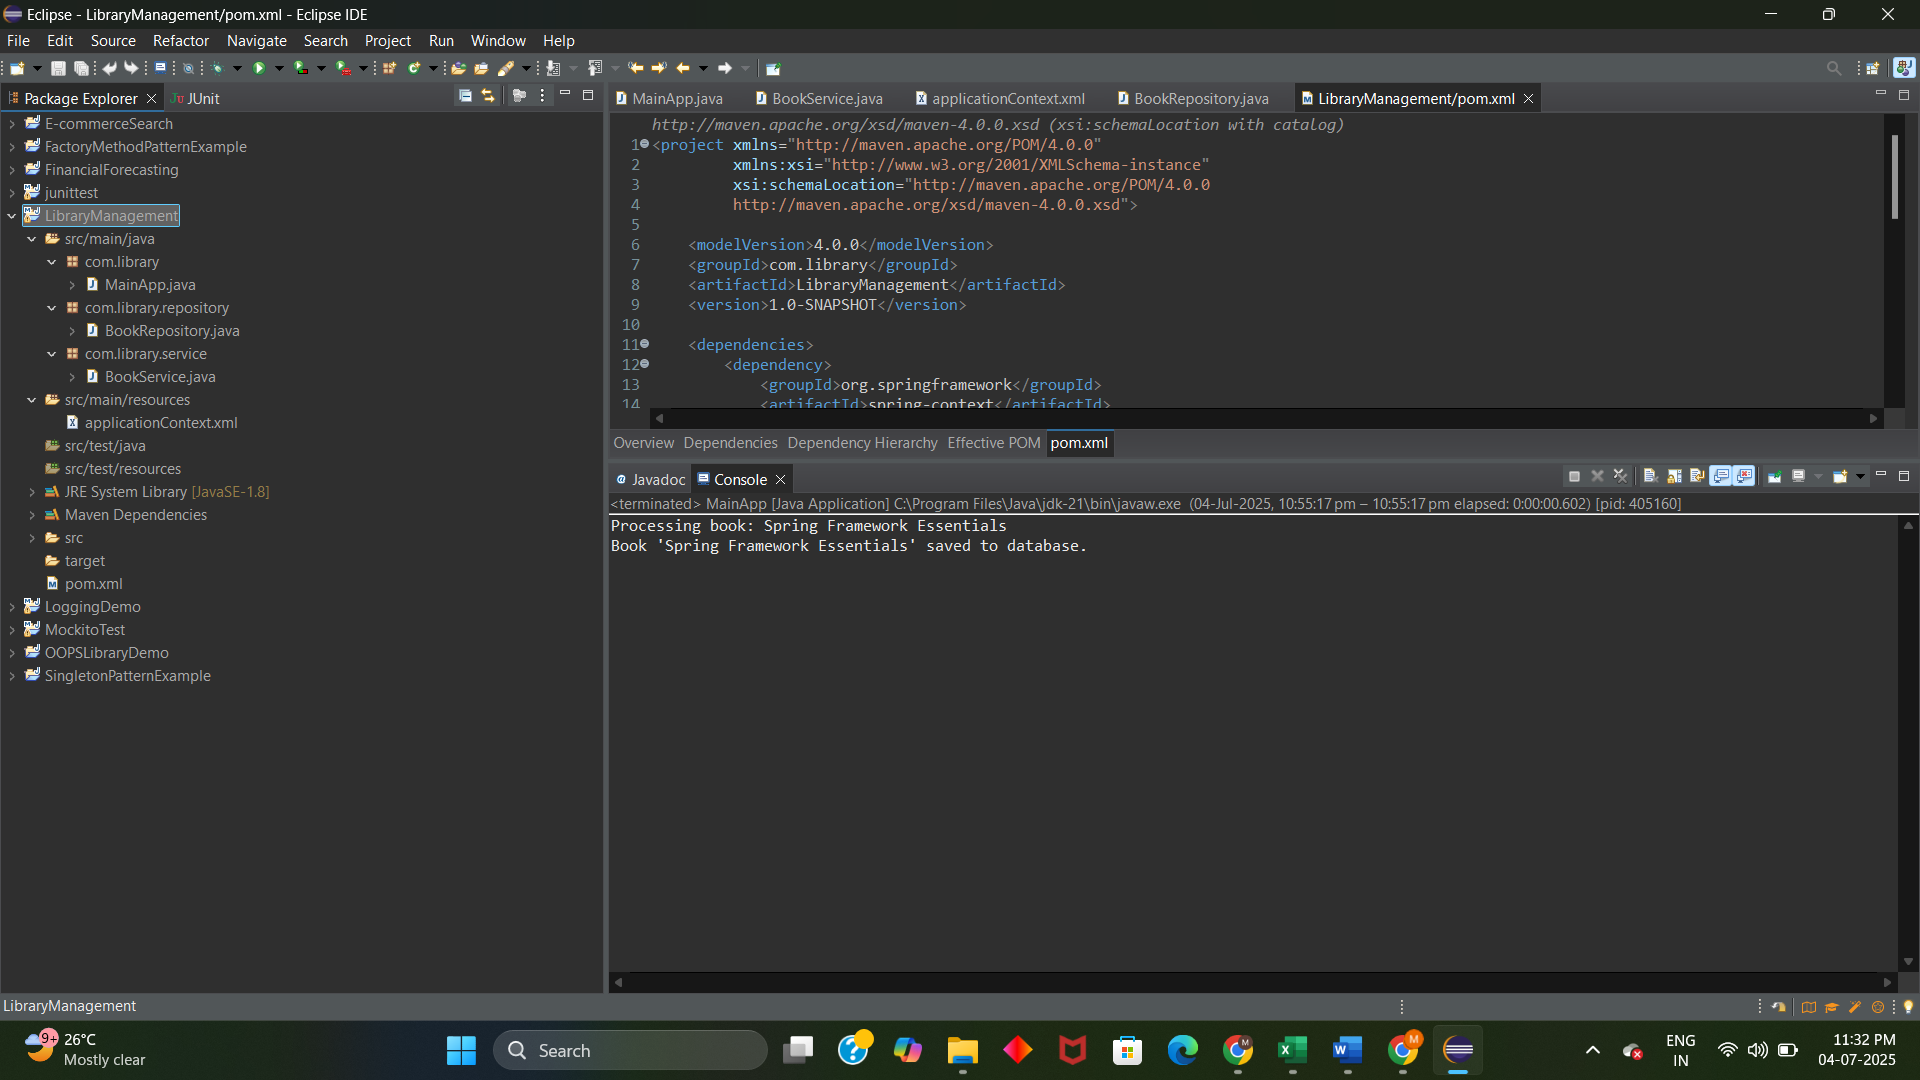 Eclipse - LibraryManagement/pom.xml - Eclipse IDE
File Edit Source Refactor Navigate Search Project Run Window Help
Package Explorer
JUnit
E-commerceSearch
FactoryMethodPatternExample
FinancialForecasting
junittest
LibraryManagement
src/main/java
com.library
MainApp.java
com.library.repository
BookRepository.java
com.library.service
BookService.java
src/main/resources
applicationContext.xml
src/test/java
src/test/resources
JRE System Library [JavaSE-1.8]
Maven Dependencies
src
target
pom.xml
LoggingDemo
MockitoTest
OOPSLibraryDemo
SingletonPatternExample
MainApp.java BookService.java applicationContext.xml BookRepository.java LibraryManagement/pom.xml
http://maven.apache.org/xsd/maven-4.0.0.xsd (xsi:schemaLocation with catalog)
1 <project xmlns="http://maven.apache.org/POM/4.0.0"
2 xmlns:xsi="http://www.w3.org/2001/XMLSchema-instance"
3 xsi:schemaLocation="http://maven.apache.org/POM/4.0.0
4 http://maven.apache.org/xsd/maven-4.0.0.xsd">
5
6 <modelVersion>4.0.0</modelVersion>
7 <groupId>com.library</groupId>
8 <artifactId>LibraryManagement</artifactId>
9 <version>1.0-SNAPSHOT</version>
10
11 <dependencies>
12 <dependency>
13 <groupId>org.springframework</groupId>
14 <artifactId>spring-context</artifactId>
Overview Dependencies Dependency Hierarchy Effective POM pom.xml
Javadoc Console
<terminated> MainApp [Java Application] C:\Program Files\Java\jdk-21\bin\javaw.exe (04-Jul-2025, 10:55:17 pm – 10:55:17 pm elapsed: 0:00:00.602) [pid: 405160]
Processing book: Spring Framework Essentials
Book 'Spring Framework Essentials' saved to database.
LibraryManagement
9+
26°C
Mostly clear
Search
M
M
ENG
IN
11:32 PM
04-07-2025